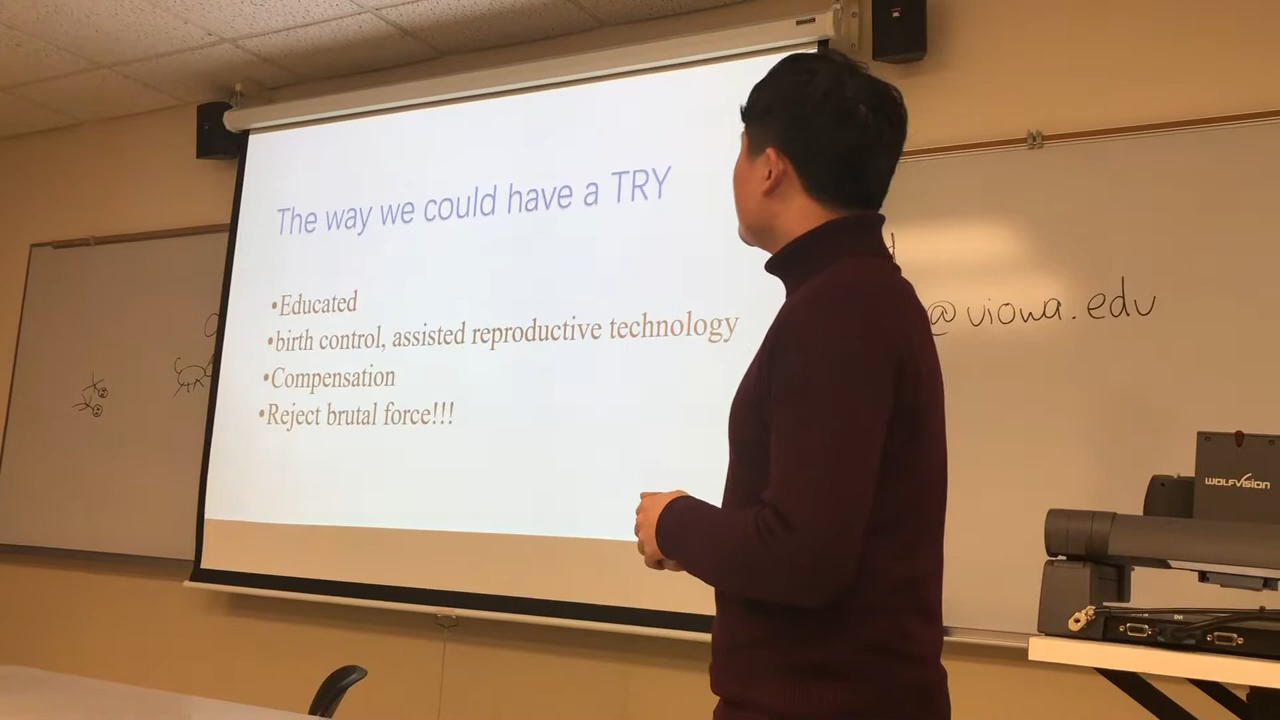 The way we could have a TRY
•Educated
•birth control, assisted reproductive technology
•Compensation
•Reject brutal force!!!
@uiowa.edu
WOLFVISION